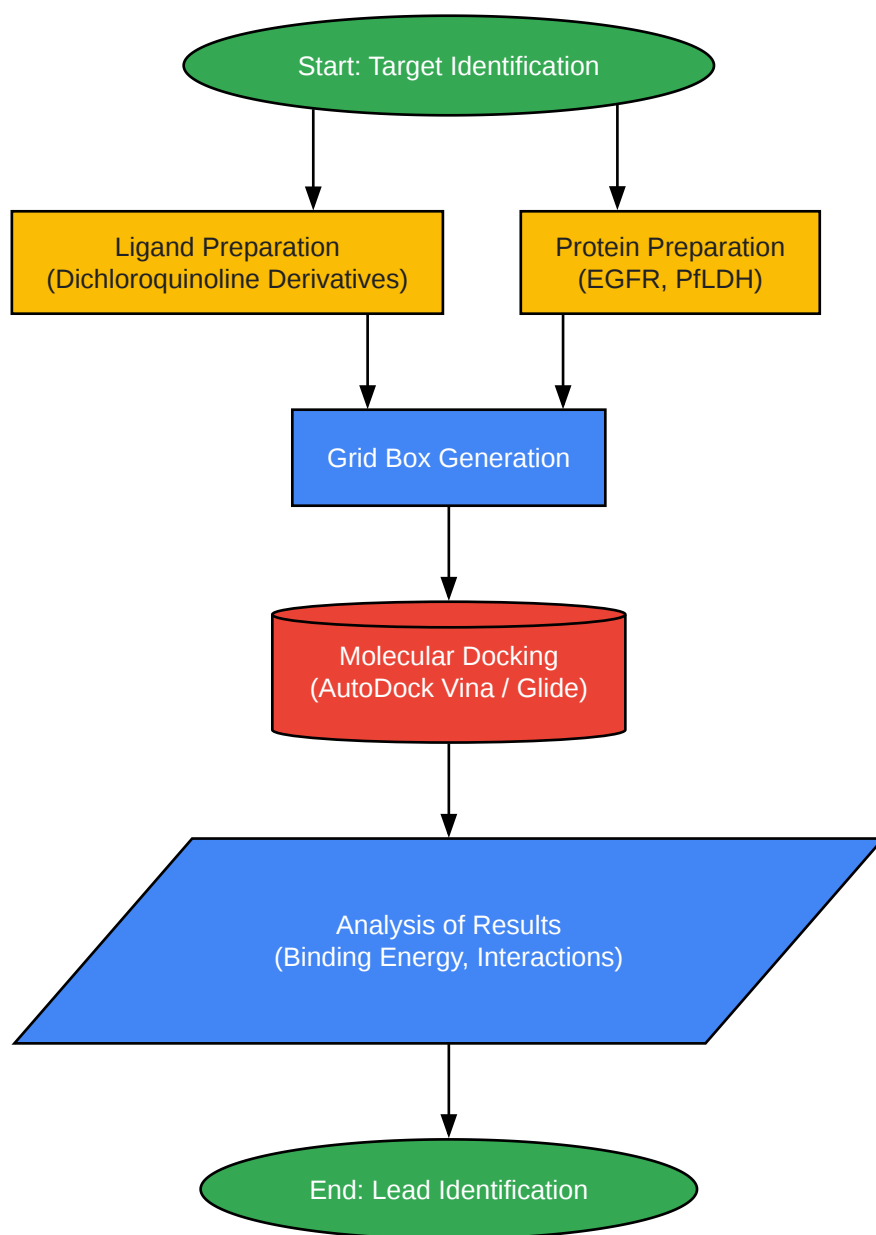 Start: Target Identification
Ligand Preparation
(Dichloroquinoline Derivatives)
Protein Preparation
(EGFR, PfLDH)
Grid Box Generation
Molecular Docking
(AutoDock Vina / Glide)
Analysis of Results
(Binding Energy, Interactions)
End: Lead Identification